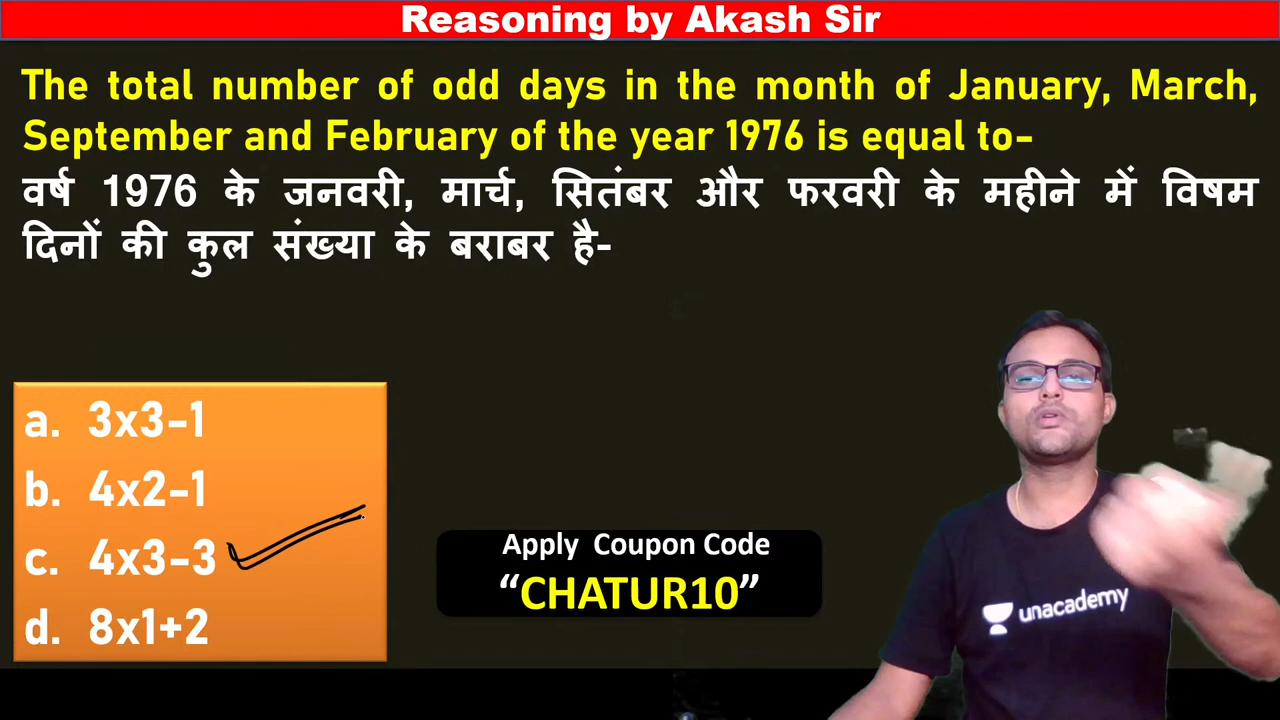 Reasoning by Akash Sir
The total number of odd days in the month of January, March,
September and February of the year 1976 is equal to-
वर्ष 1976 के जनवरी, मार्च, सितंबर और फरवरी के महीने में विषम
दिनों की कुल संख्या के बराबर है-
a. 3x3-1
b. 4x2-1
c. 4x3-3
d. 8x1+2
Apply Coupon Code
“CHATUR10”
unacademy